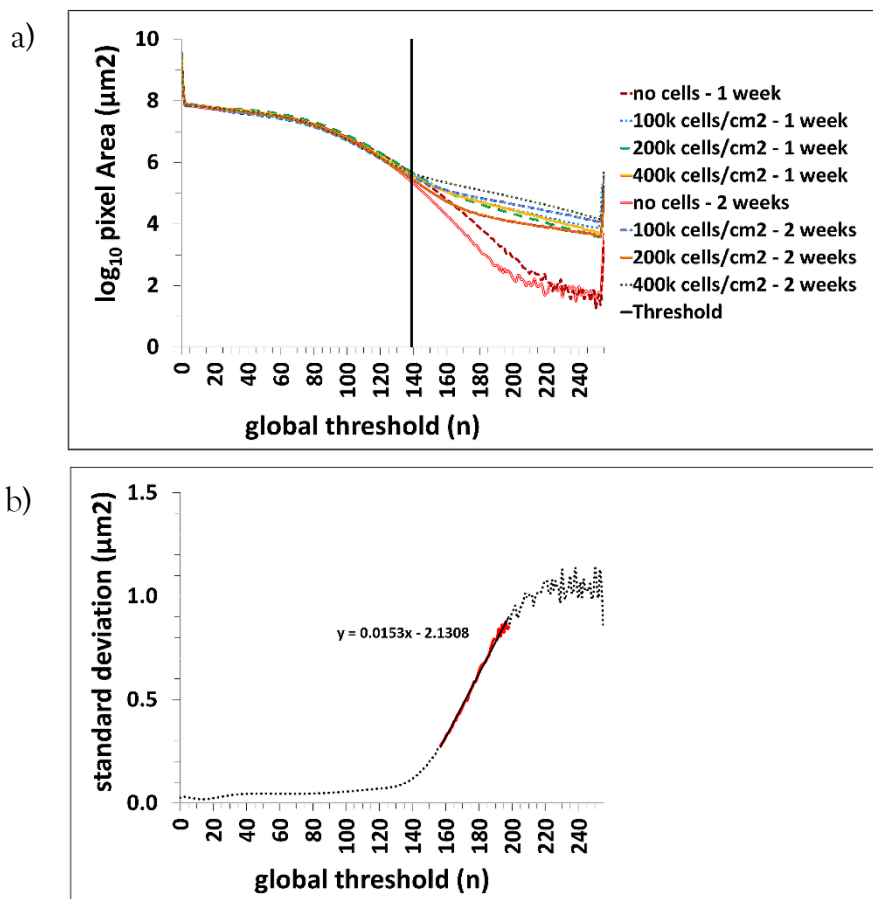 a)
10
8
6
4
2
0
log10 pixel Area (µm2)
0 20 40 60 80 100 120 140 160 180 200 220 240
global threshold (n)
no cells - 1 week
100k cells/cm2 - 1 week
200k cells/cm2 - 1 week
400k cells/cm2 - 1 week
no cells - 2 weeks
100k cells/cm2 - 2 weeks
200k cells/cm2 - 2 weeks
400k cells/cm2 - 2 weeks
Threshold
b)
1.5
1.0
0.5
0.0
standard deviation (µm2)
y = 0.0153x - 2.1308
0 20 40 60 80 100 120 140 160 180 200 220 240
global threshold (n)